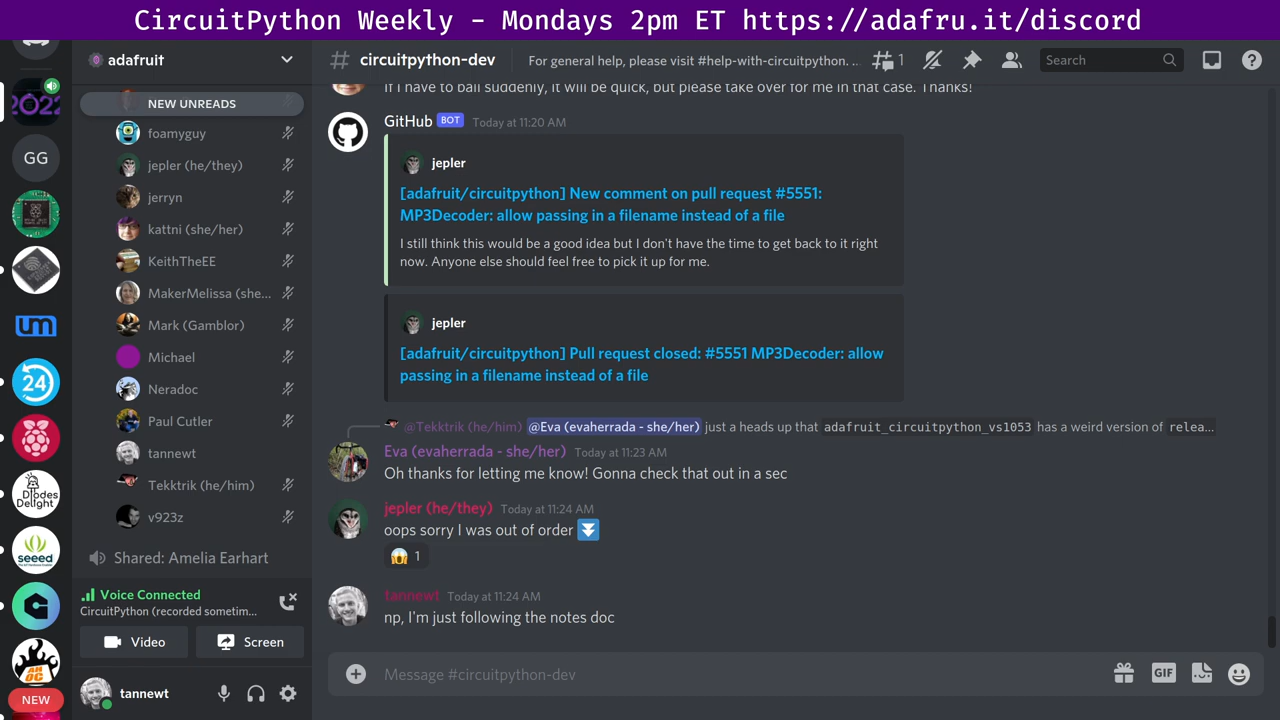 CircuitPython Weekly - Mondays 2pm ET https://adafru.it/discord
adafruit
NEW UNREADS
foamyguy
jepler (he/they)
jerryn
kattni (she/her)
KeithTheEE
MakerMelissa (she...
Mark (Gamblor)
Michael
Neradoc
Paul Cutler
tannewt
Tekktrik (he/him)
v923z
Shared: Amelia Earhart
Voice Connected
CircuitPython (recorded sometim...
Video
Screen
tannewt
2022
GG
um
24
Diodes
Delight
seeed
NEW
# circuitpython-dev
For general help, please visit #help-with-circuitpython. ...
1
Search
If I have to bail suddenly, it will be quick, but please take over for me in that case. Thanks!
GitHub BOT Today at 11:20 AM
jepler
[adafruit/circuitpython] New comment on pull request #5551:
MP3Decoder: allow passing in a filename instead of a file
I still think this would be a good idea but I don't have the time to get back to it right
now. Anyone else should feel free to pick it up for me.
jepler
[adafruit/circuitpython] Pull request closed: #5551 MP3Decoder: allow
passing in a filename instead of a file
@Tekktrik (he/him) @Eva (evaherrada - she/her) just a heads up that adafruit_circuitpython_vs1053 has a weird version of relea...
Eva (evaherrada - she/her) Today at 11:23 AM
Oh thanks for letting me know! Gonna check that out in a sec
jepler (he/they) Today at 11:24 AM
oops sorry I was out of order ⏬
😱 1
tannewt Today at 11:24 AM
np, I'm just following the notes doc
Message #circuitpython-dev
GIF